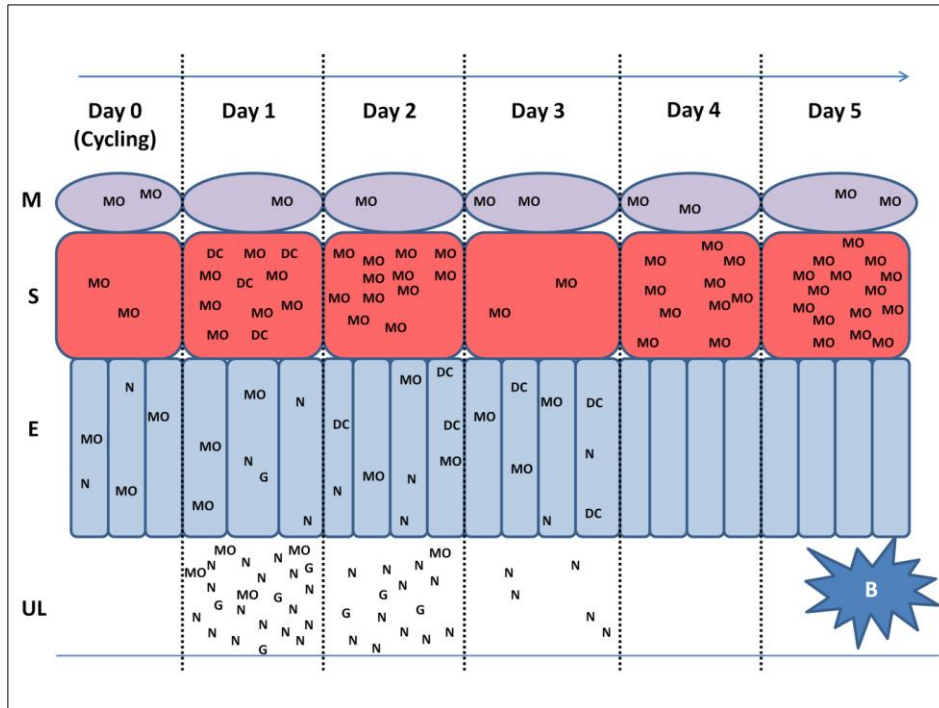 Day 0 Day 1 Day 2 Day 3 Day 4 Day 5
(Cycling)
M MO MO MO MO MO MO MO MO MO MO
DC MO DC MO MO MO MO MO
MO MO MO MO MO MO
MO DC MO MO MO MO MO MO MO MO MO MO
S MO MO MO MO MO MO MO MO MO
MO MO MO MO MO MO MO MO MO MO
MO MO MO MO MO MO MO
MO DC MO MO MO MO MO MO
N MO MO DC DC
MO N MO MO DC
E MO DC DC
MO MO N MO MO N
N G MO MO
MO MO N N
N N N DC
MO MO MO
N N N N
MO N N G N N N
N MO N N N
UL N G N G N G G N
N N N N
N N N N N N
N N N N N
G N
B